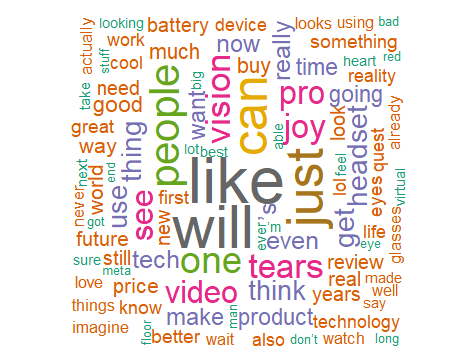 looking battery device looks using bad
actually work much now really something red
stuff cool big buy time heart reality
take need people want vision can pro going quest
good thing lot best able joy look eyes already
great way see like just lol feel headset virtual
never next world use first will get glasses
got end new one ever 's 'm even life eye
future still tech tears review
sure meta price video think real made
love know years well
things make product technology say
imagine floor better wait man also don't watch long